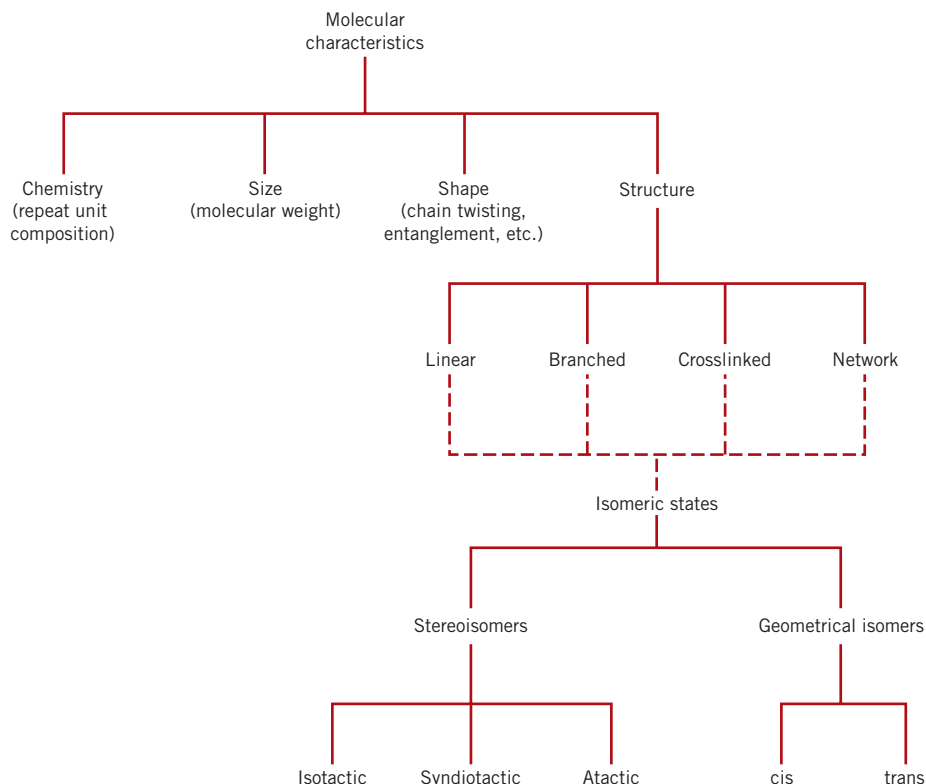 Molecular
characteristics
Chemistry
(repeat unit
composition)
Size
(molecular weight)
Shape
(chain twisting,
entanglement, etc.)
Structure
Linear
Branched
Crosslinked
Network
Isomeric states
Stereoisomers
Geometrical isomers
Isotactic
Syndiotactic
Atactic
cis
trans